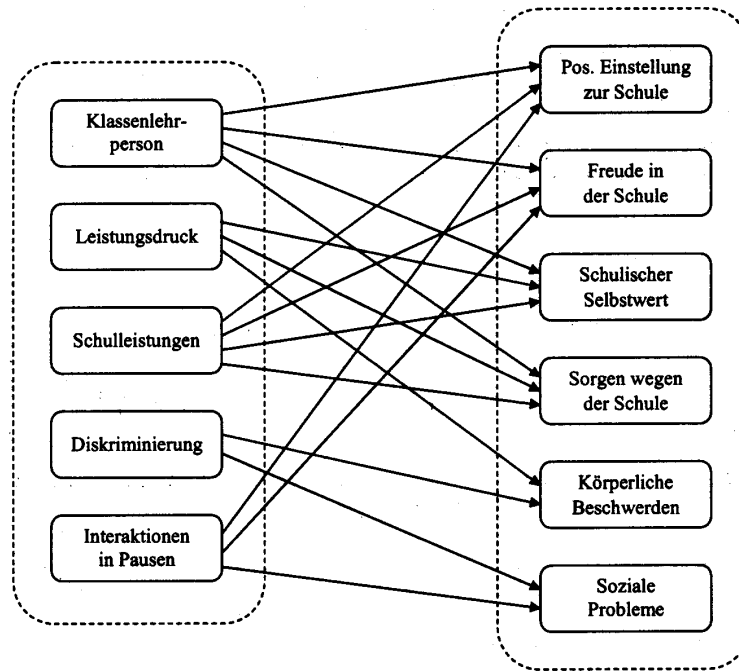 Klassenlehr-
person
Leistungsdruck
Schulleistungen
Diskriminierung
Interaktionen
in Pausen
Pos. Einstellung
zur Schule
Freude in
der Schule
Schulischer
Selbstwert
Sorgen wegen
der Schule
Körperliche
Beschwerden
Soziale
Probleme